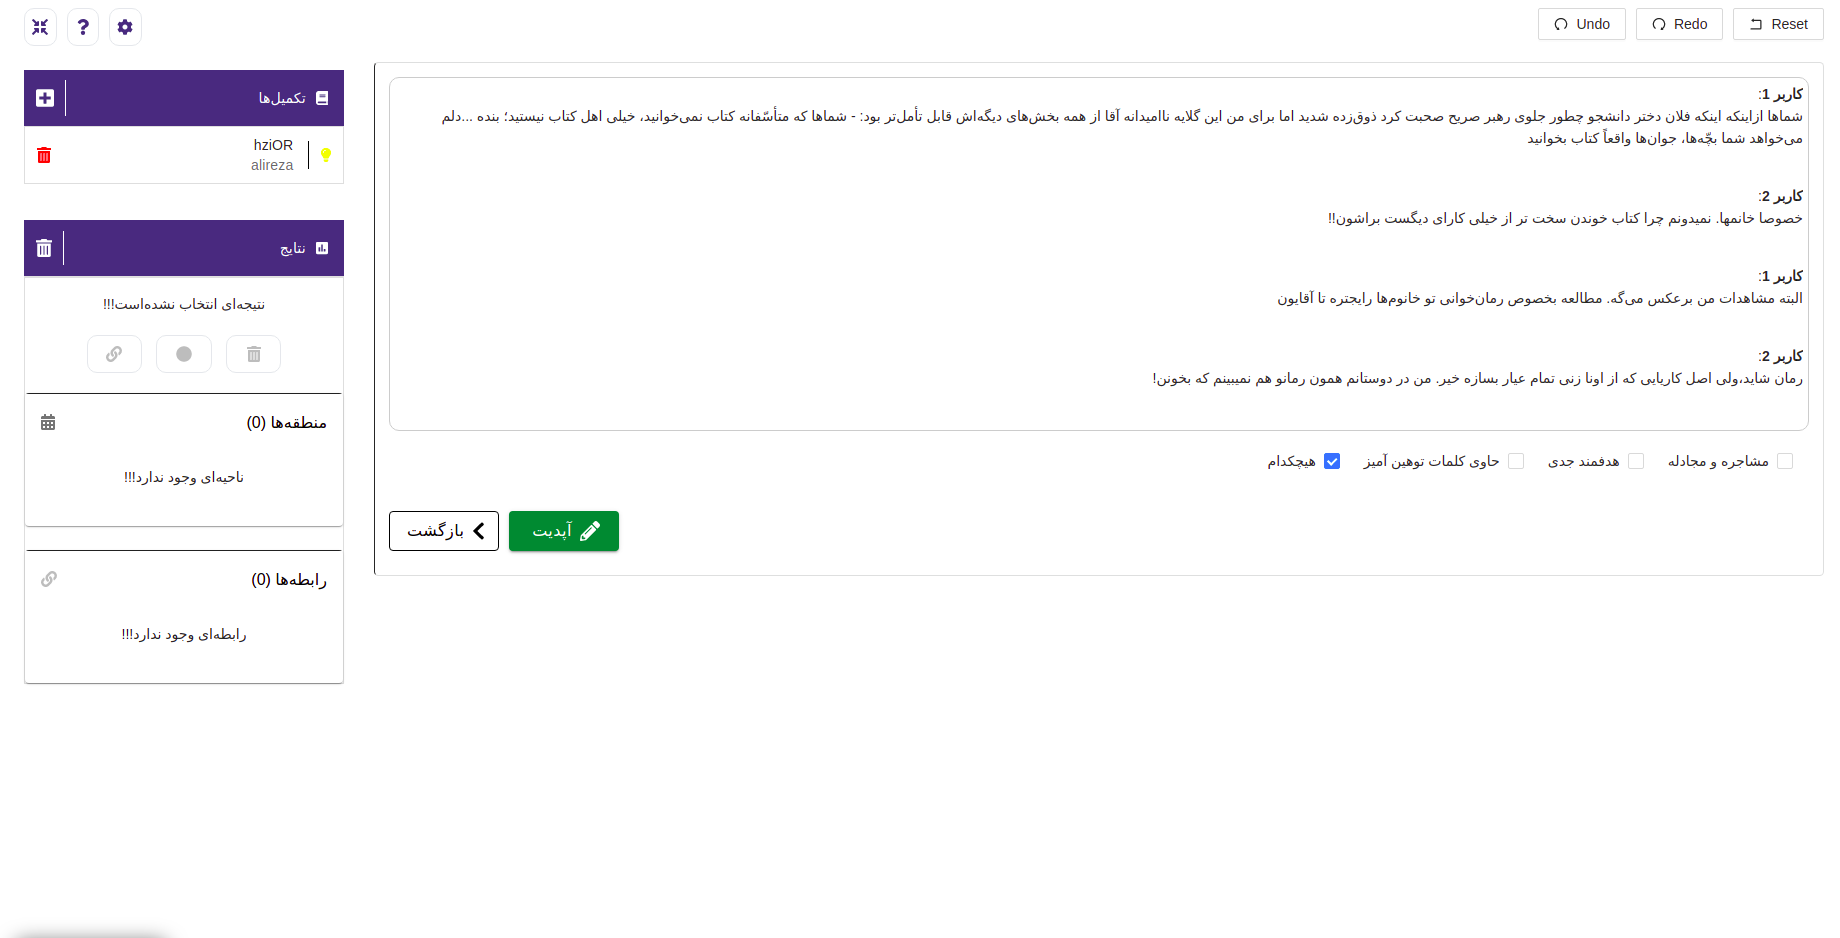 Undo
Redo
Reset
تکمیل‌ها
hziOR
alireza
نتایج
نتیجه‌ای انتخاب نشده‌است!!!
منطقه‌ها (0)
ناحیه‌ای وجود ندارد!!!
رابطه‌ها (0)
رابطه‌ای وجود ندارد!!!
کاربر 1:
شماها ازاینکه اینکه فلان دختر دانشجو چطور جلوی رهبر صریح صحبت کرد ذوق‌زده شدید اما برای من این گلایه ناامیدانه آقا از همه بخش‌های دیگه‌اش قابل تأمل‌تر بود: - شماها که متأسّفانه کتاب نمی‌خوانید، خیلی اهل کتاب نیستید؛ بنده ...دلم
می‌خواهد شما بچّه‌ها، جوان‌ها واقعاً کتاب بخوانید
کاربر 2:
خصوصا خانمها. نمیدونم چرا کتاب خوندن سخت تر از خیلی کارای دیگست براشون!!
کاربر 1:
البته مشاهدات من برعکس می‌گه. مطالعه بخصوص رمان‌خوانی تو خانوم‌ها رایجتره تا آقایون
کاربر 2:
رمان شاید،ولی اصل کاریایی که از اونا زنی تمام عیار بسازه خیر. من در دوستانم همون رمانو هم نمیبینم که بخونن!
مشاجره و مجادله
هدفمند جدی
حاوی کلمات توهین آمیز
هیچکدام
آپدیت
بازگشت